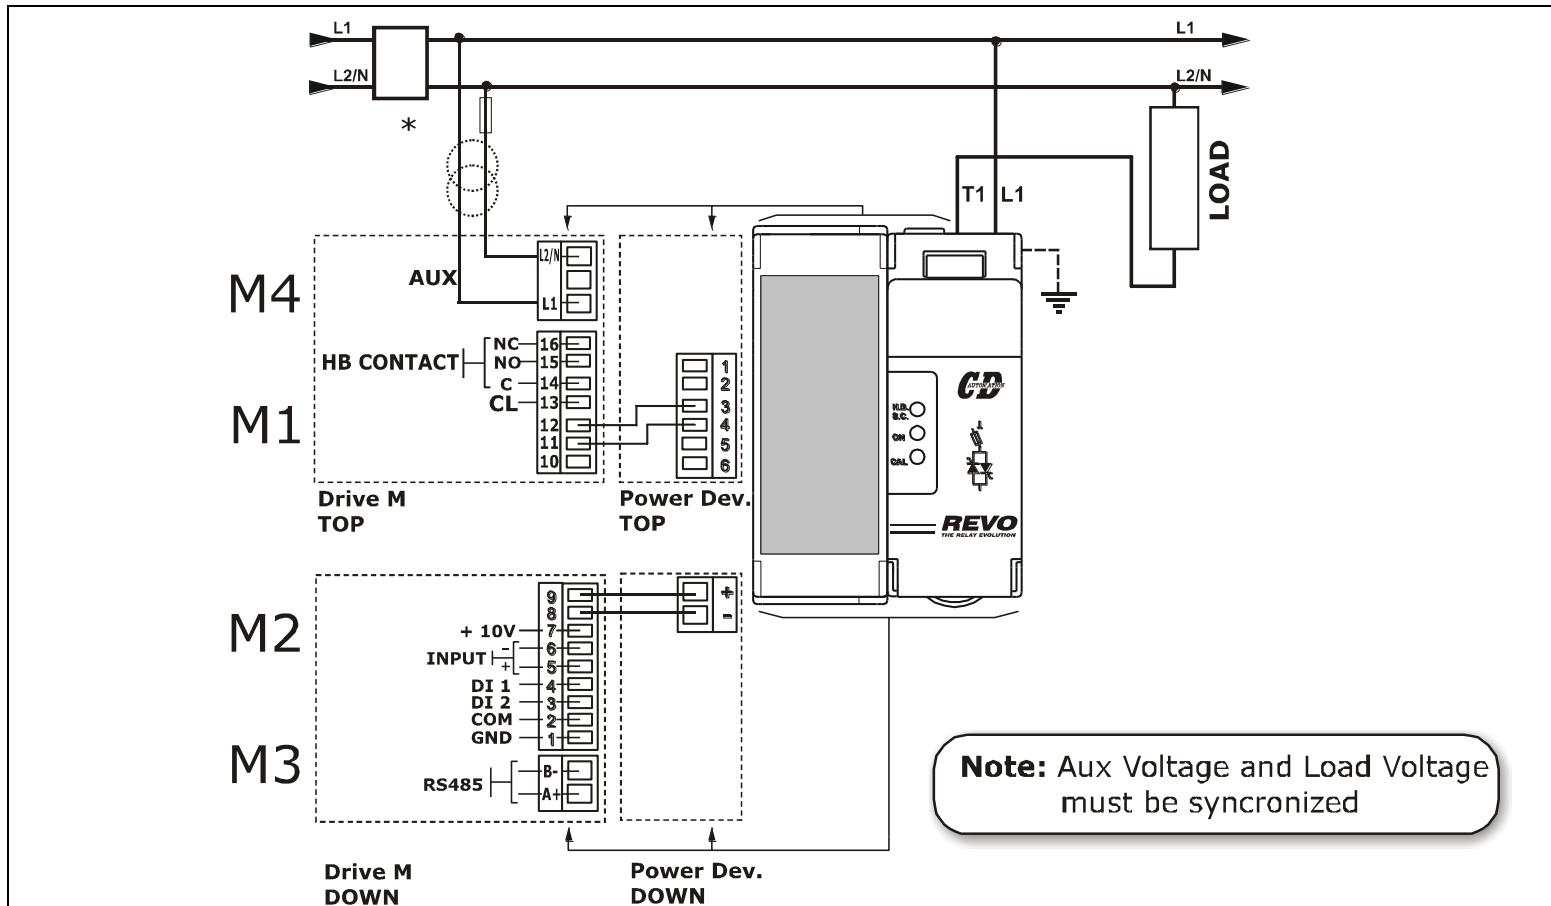 L1
L1
L2/N
L2/N
*
LOAD
T1
L1
M4
AUX
L2/N
L1
HB CONTACT
NC
16
NO
15
C
14
CL
13
12
11
10
M1
1
2
3
4
5
6
Drive M
TOP
Power Dev.
TOP
CD
AUTOMATION
H.B.
S.C.
ON
CAL
REVO
THE RELAY EVOLUTION
M2
9
8
+ 10V
7
INPUT
-
6
+
5
DI 1
4
DI 2
3
COM
2
GND
1
+
-
M3
RS485
B-
A+
Note: Aux Voltage and Load Voltage
must be syncronized
Drive M
DOWN
Power Dev.
DOWN